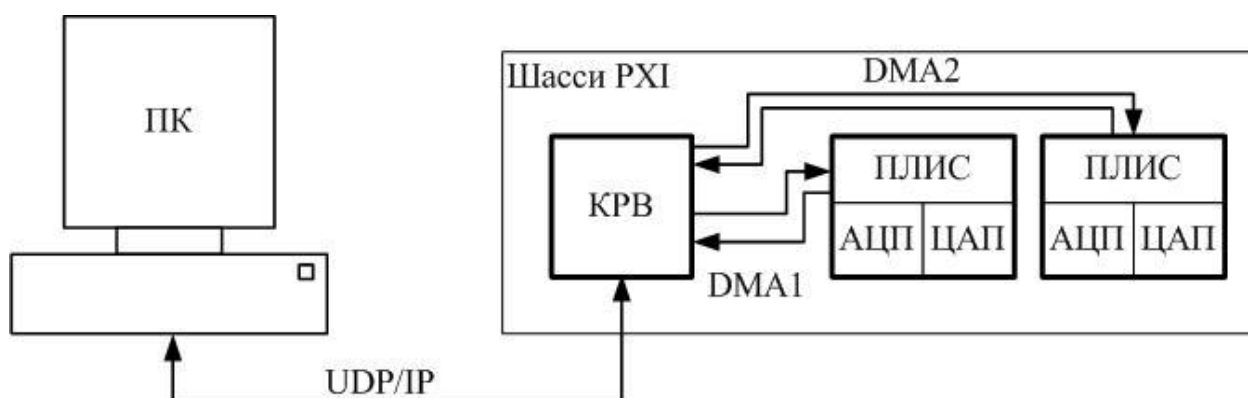 ПК
Шасси PXI
DMA2
КРВ
ПЛИС
АЦП
ЦАП
ПЛИС
АЦП
ЦАП
DMA1
UDP/IP